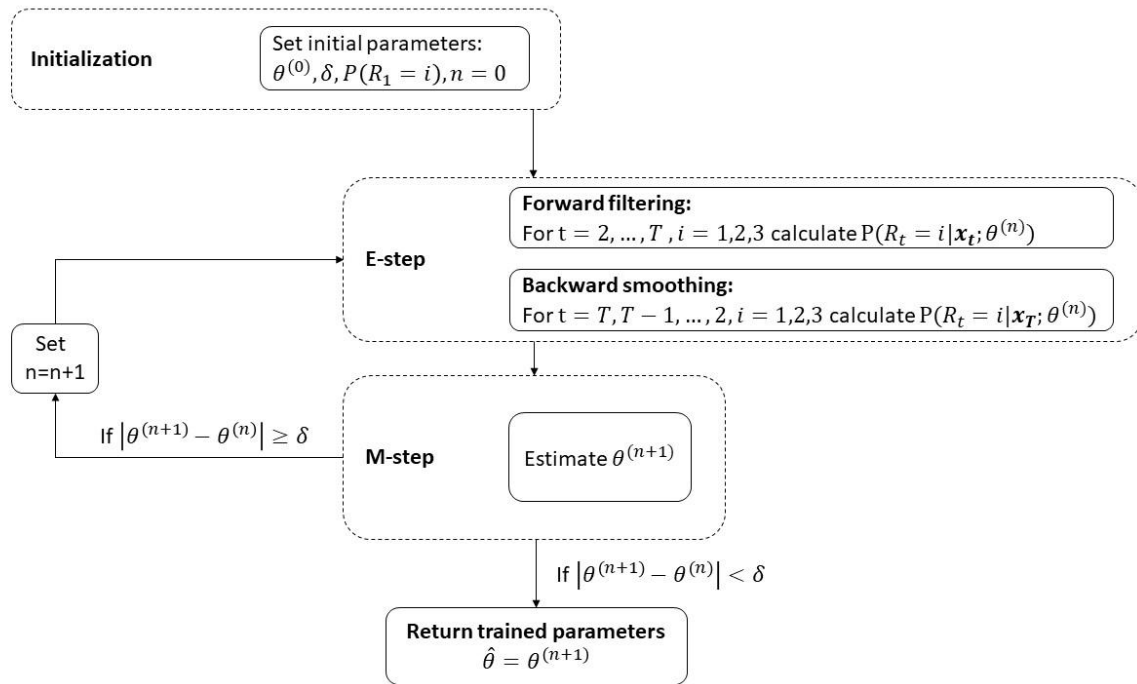 Initialization
Set initial parameters:
θ^(0), δ, P(R₁ = i), n = 0
Forward filtering:
For t = 2, … , T , i = 1,2,3 calculate P(R_t = i|x_t; θ^(n))
E-step
Backward smoothing:
For t = T, T − 1, … , 2, i = 1,2,3 calculate P(R_t = i|x_T; θ^(n))
Set
n=n+1
If |θ^(n+1) − θ^(n)| ≥ δ
M-step
Estimate θ^(n+1)
If |θ^(n+1) − θ^(n)| < δ
Return trained parameters
θ̂ = θ^(n+1)